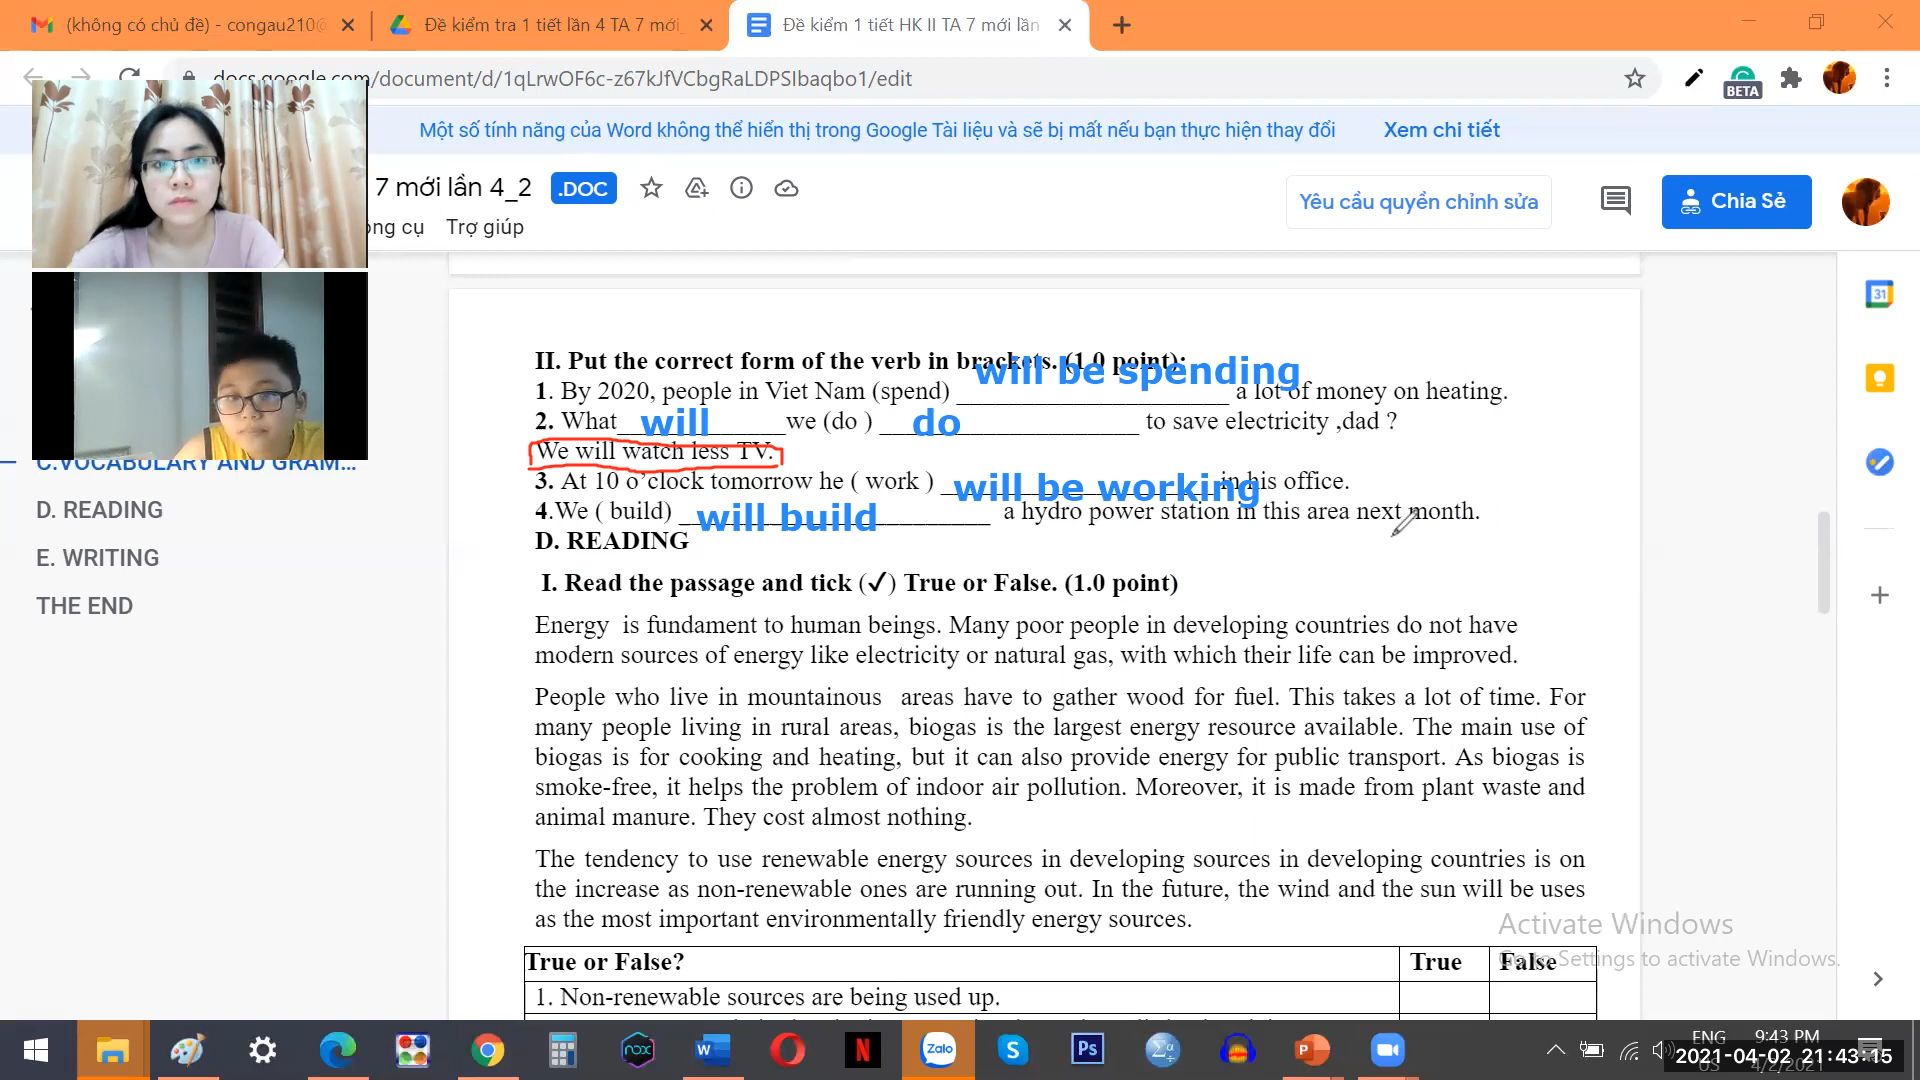 (không có chủ đề) - congau210@
Đề kiểm tra 1 tiết lần 4 TA 7 mới
Đề kiểm 1 tiết HK II TA 7 mới lần
docs.google.com/document/d/1qLrwOF6c-z67kJfVCbgRaLDPSIbaqbo1/edit
BETA
Một số tính năng của Word không thể hiển thị trong Google Tài liệu và sẽ bị mất nếu bạn thực hiện thay đổi Xem chi tiết
7 mới lần 4_2 .DOC
Yêu cầu quyền chỉnh sửa
Chia Sẻ
ông cụ Trợ giúp
31
C.VOCABULARY AND GRAM...
D. READING
E. WRITING
THE END
II. Put the correct form of the verb in brackets. (1.0 point):
will be spending
1. By 2020, people in Viet Nam (spend) ____________________ a lot of money on heating.
2. What will we (do ) do to save electricity ,dad ?
We will watch less TV.
3. At 10 o'clock tomorrow he ( work ) will be working in his office.
4.We ( build) will build a hydro power station in this area next month.
D. READING
I. Read the passage and tick (✓) True or False. (1.0 point)
Energy is fundament to human beings. Many poor people in developing countries do not have
modern sources of energy like electricity or natural gas, with which their life can be improved.
People who live in mountainous areas have to gather wood for fuel. This takes a lot of time. For
many people living in rural areas, biogas is the largest energy resource available. The main use of
biogas is for cooking and heating, but it can also provide energy for public transport. As biogas is
smoke-free, it helps the problem of indoor air pollution. Moreover, it is made from plant waste and
animal manure. They cost almost nothing.
The tendency to use renewable energy sources in developing sources in developing countries is on
the increase as non-renewable ones are running out. In the future, the wind and the sun will be uses
as the most important environmentally friendly energy sources.
True or False? True False
1. Non-renewable sources are being used up.
Activate Windows
Go to Settings to activate Windows.
nox
W
N
Zalo
S
Ps
Σα
P
ENG
US
9:43 PM
4/2/2021
2021-04-02 21:43:15